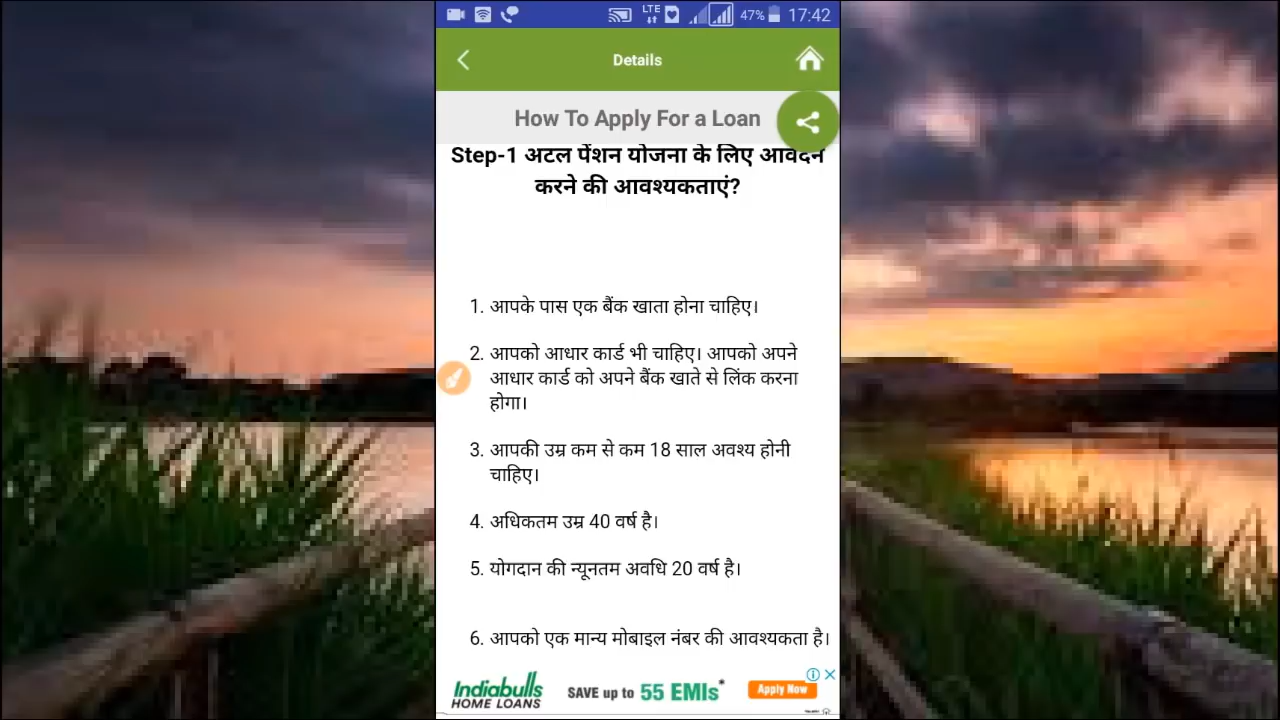 LTE 47% 17:42
Details
How To Apply For a Loan
Step-1 अटल पेंशन योजना के लिए आवेदन
करने की आवश्यकताएं?
1. आपके पास एक बैंक खाता होना चाहिए।
2. आपको आधार कार्ड भी चाहिए। आपको अपने
आधार कार्ड को अपने बैंक खाते से लिंक करना
होगा।
3. आपकी उम्र कम से कम 18 साल अवश्य होनी
चाहिए।
4. अधिकतम उम्र 40 वर्ष है।
5. योगदान की न्यूनतम अवधि 20 वर्ष है।
6. आपको एक मान्य मोबाइल नंबर की आवश्यकता है।
Indiabulls
HOME LOANS
SAVE up to 55 EMIs*
Apply Now